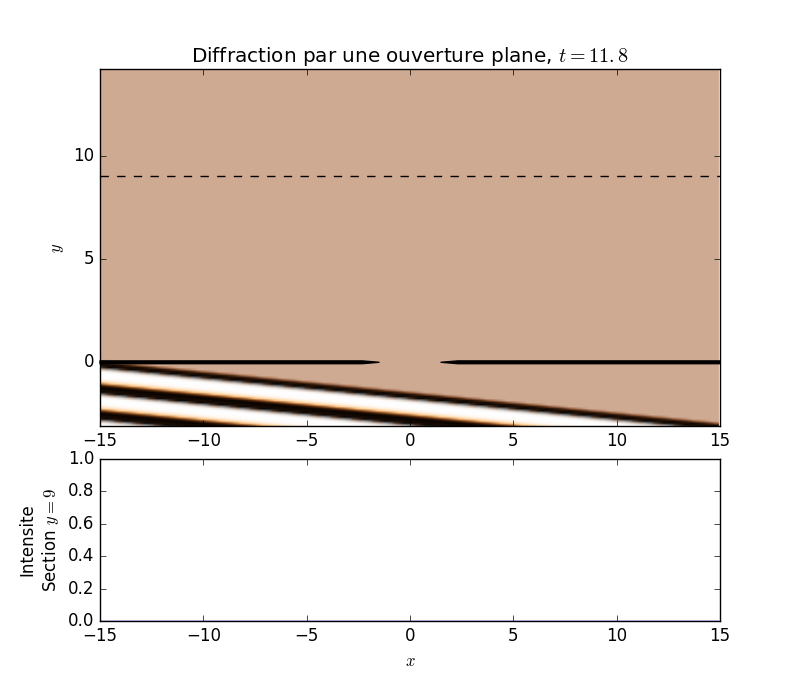 Diffraction par une ouverture plane, t = 11.8
10
5
0
y
−15 −10 −5 0 5 10 15
1.0
0.8
0.6
0.4
0.2
0.0
Intensite
Section y = 9
−15 −10 −5 0 5 10 15
x